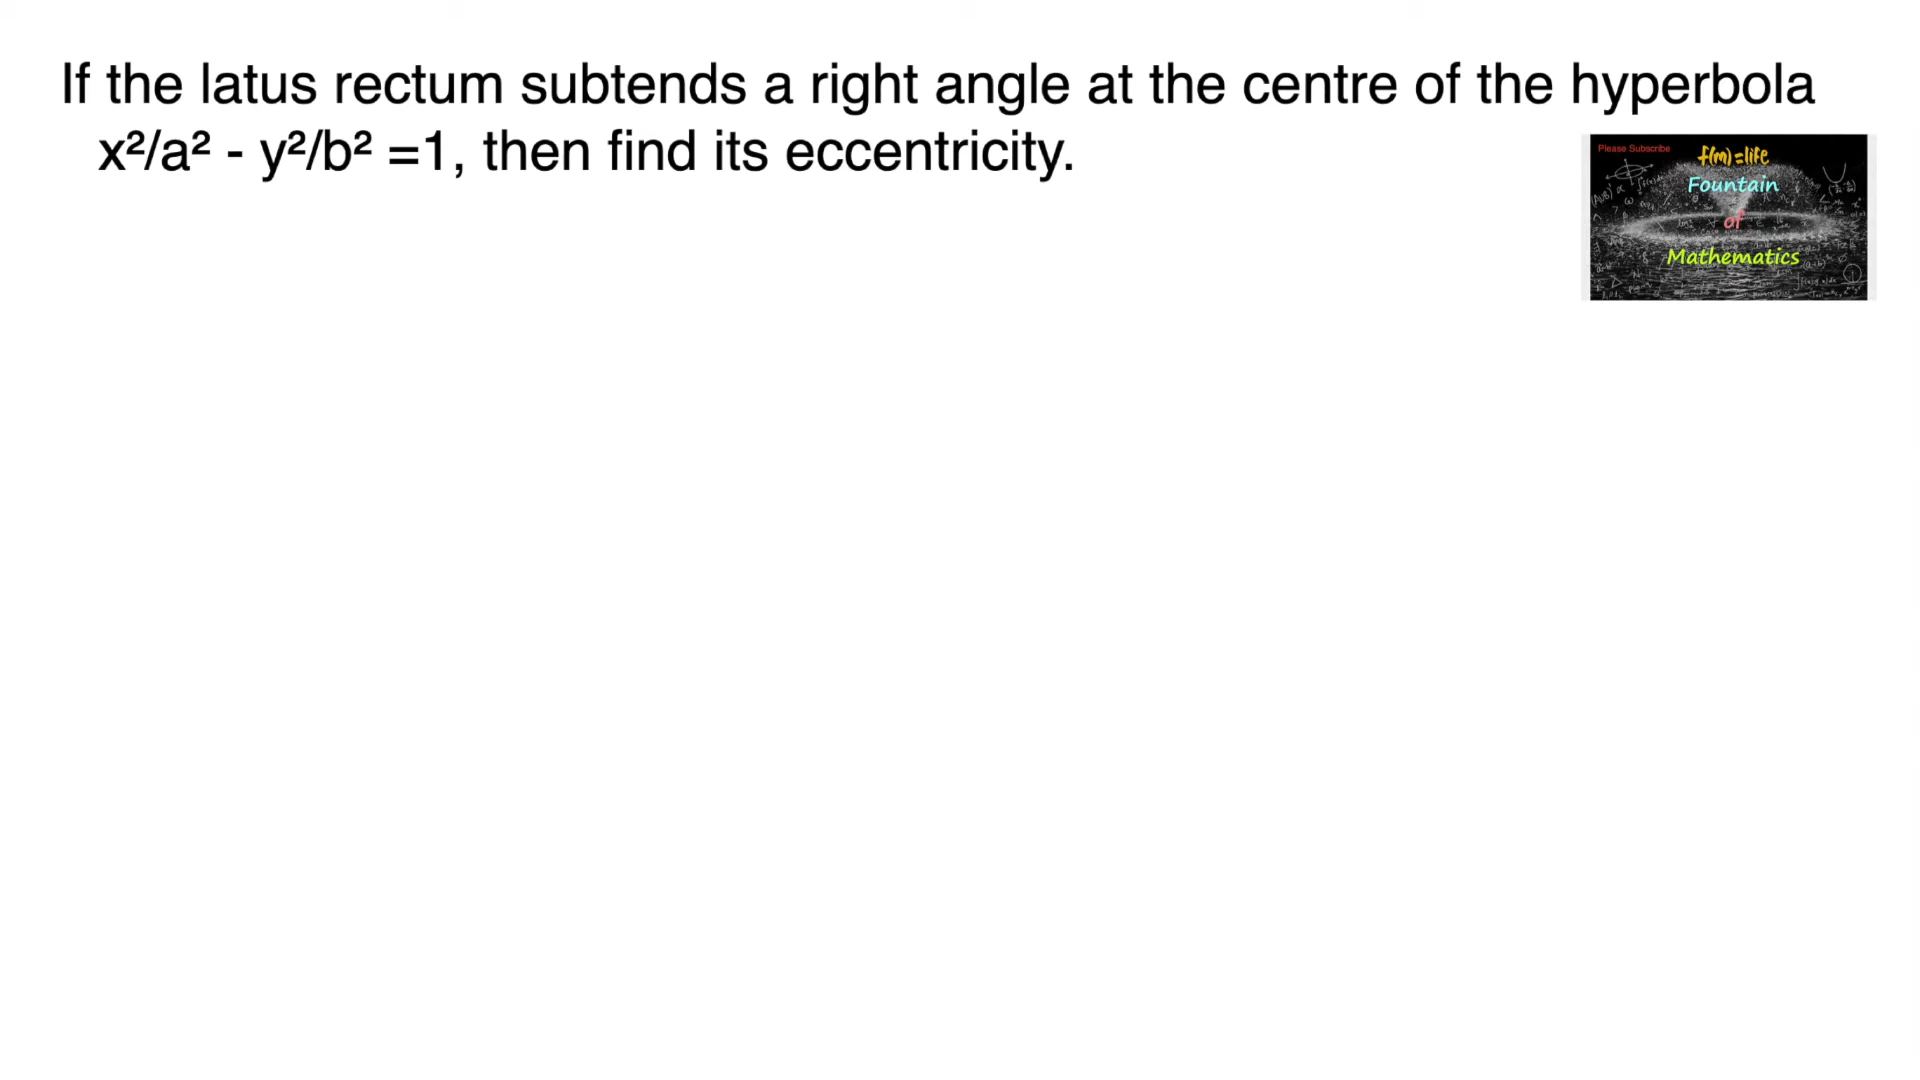 If the latus rectum subtends a right angle at the centre of the hyperbola
x²/a² - y²/b² =1, then find its eccentricity.
Please Subscribe
f(m)=life
Fountain
of
Mathematics